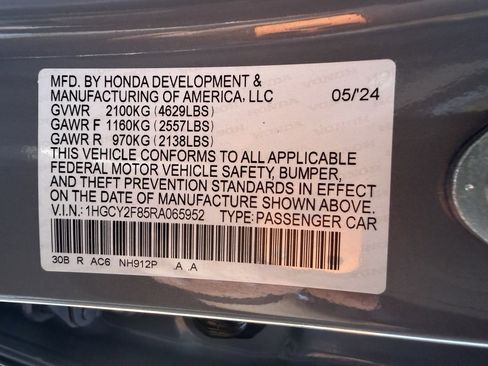 MFD. BY HONDA DEVELOPMENT &
MANUFACTURING OF AMERICA, LLC 05/'24
GVWR 2100KG (4629LBS)
GAWR F 1160KG (2557LBS)
GAWR R 970KG (2138LBS)
THIS VEHICLE CONFORMS TO ALL APPLICABLE
FEDERAL MOTOR VEHICLE SAFETY, BUMPER,
AND THEFT PREVENTION STANDARDS IN EFFECT
ON THE DATE OF MANUFACTURE SHOWN ABOVE.
V.I.N.: 1HGCY2F85RA065952 TYPE: PASSENGER CAR
30B R AC6 NH912P .A .A